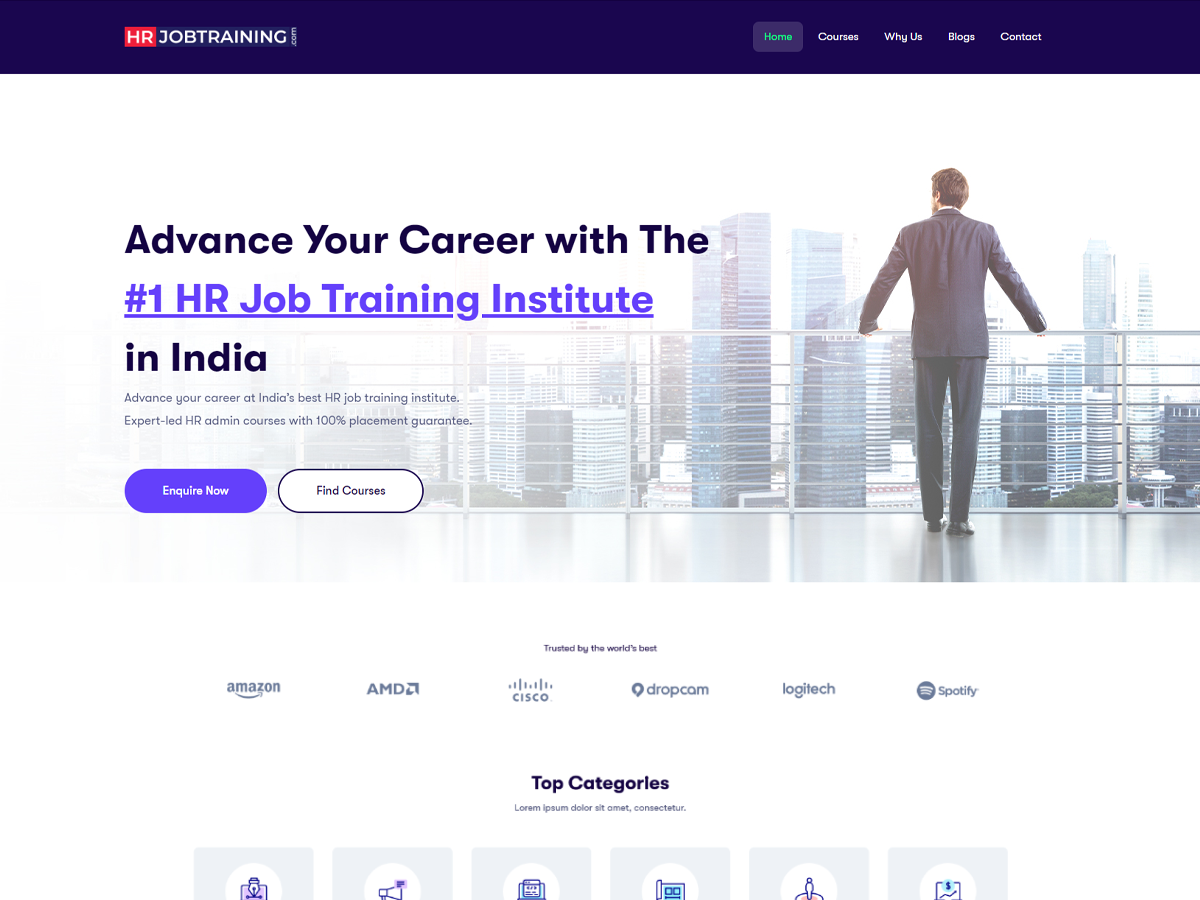 HR JOBTRAINING .com
Home Courses Why Us Blogs Contact
Advance Your Career with The
#1 HR Job Training Institute
in India
Advance your career at India's best HR job training institute.
Expert-led HR admin courses with 100% placement guarantee.
Enquire Now Find Courses
Trusted by the world's best
amazon AMD CISCO dropcam logitech Spotify
Top Categories
Lorem ipsum dolor sit amet, consectetur.